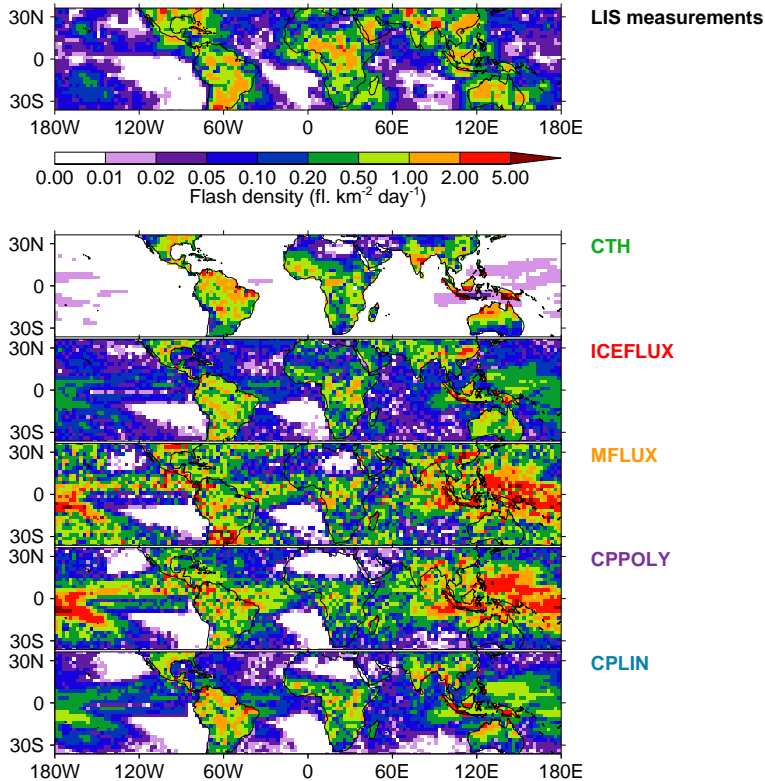 LIS measurements
30N
0
30S
180W 120W 60W 0 60E 120E 180E
0.00 0.01 0.02 0.05 0.10 0.20 0.50 1.00 2.00 5.00
Flash density (fl. km-2 day-1)
CTH
30N
0
30S
ICEFLUX
30N
0
30S
MFLUX
30N
0
30S
CPPOLY
30N
0
30S
CPLIN
30N
0
30S
180W 120W 60W 0 60E 120E 180E